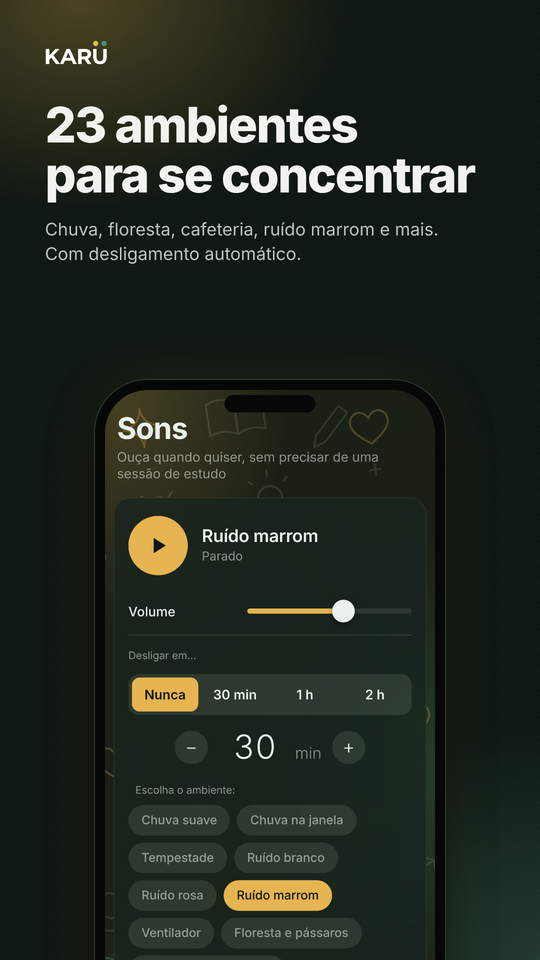 KARÜ
23 ambientes
para se concentrar
Chuva, floresta, cafeteria, ruído marrom e mais.
Com desligamento automático.
Sons
Ouça quando quiser, sem precisar de uma
sessão de estudo
Ruído marrom
Parado
Volume
Desligar em...
Nunca 30 min 1 h 2 h
− 30 min +
Escolha o ambiente:
Chuva suave Chuva na janela
Tempestade Ruído branco
Ruído rosa Ruído marrom
Ventilador Floresta e pássaros